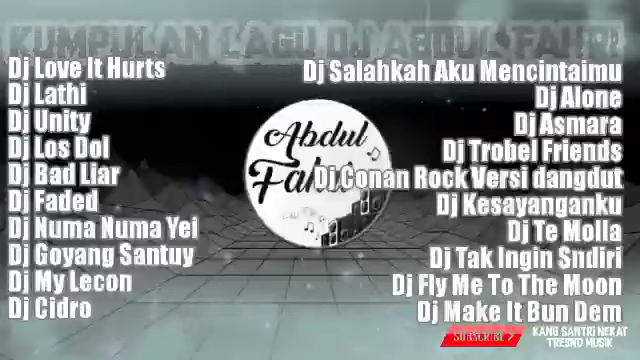 KUMPULAN LAGU DJ ABDUL FAHRI
Dj Love It Hurts
Dj Lathi
Dj Unity
Dj Los Dol
Dj Bad Liar
Dj Faded
Dj Numa Numa Yei
Dj Goyang Santuy
Dj My Lecon
Dj Cidro
Abdul
Dj Salahkah Aku Mencintaimu
Dj Alone
Dj Asmara
Dj Trobel Friends
Dj Conan Rock Versi dangdut
Dj Kesayanganku
Dj Te Molla
Dj Tak Ingin Sndiri
Dj Fly Me To The Moon
Dj Make It Bun Dem
SUBSCRIBE
KANG SANTRI NEKAT
TRESNO MUSIK